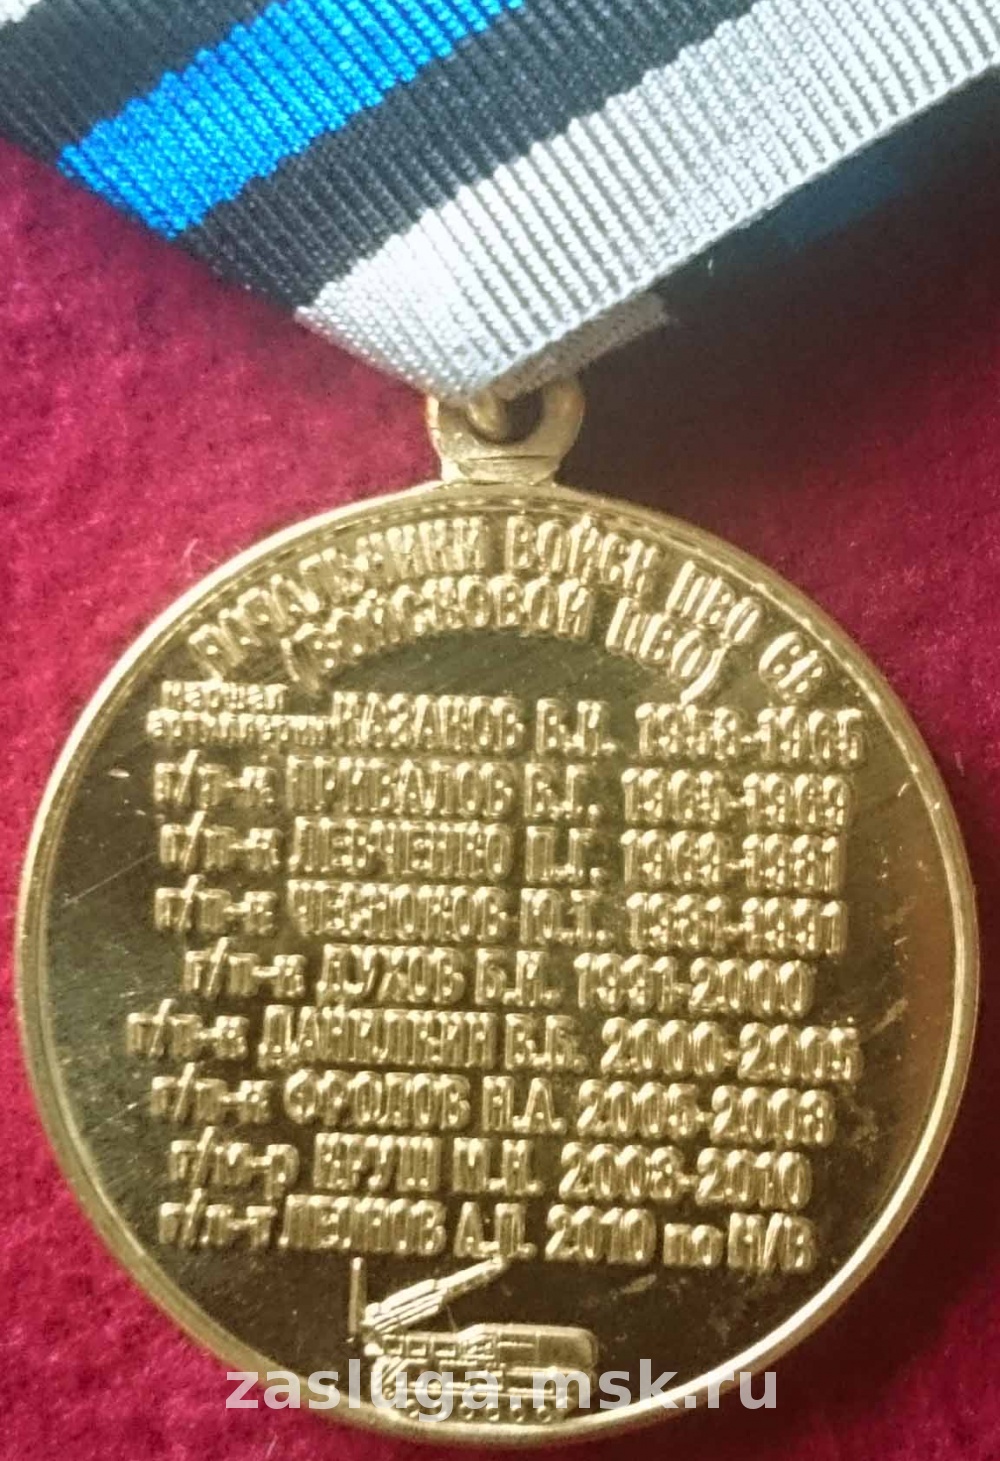 НАЧАЛЬНИКИ ВОЙСК ПВО СВ
(ВОЙСКОВОЙ ПВО)
маршал
артиллерии КАЗАКОВ В.И. 1958-1965
г/п-к ПРИВАЛОВ В.Г. 1965-1969
г/п-к ЛЕВЧЕНКО П.Г. 1969-1981
г/п-к ЧЕСНОКОВ Ю.Т. 1981-1991
г/п-к ДУХОВ Б.И. 1991-2000
г/п-к ДАНИЛКИН В.Б. 2000-2005
г/п-к ФРОЛОВ Н.А. 2005-2008
г/м-р КРУШ М.К. 2008-2010
г/л-т ЛЕОНОВ А.П. 2010 по Н/В
zasluga.msk.ru